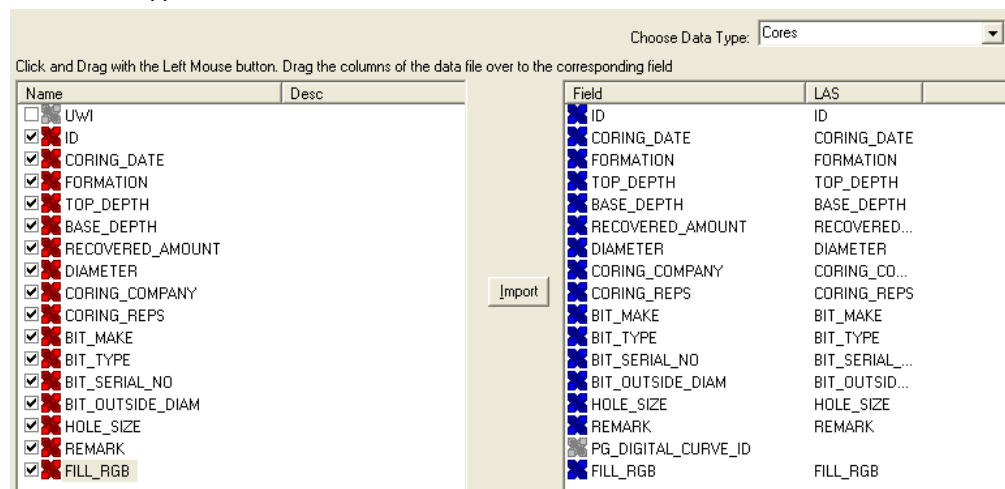 Choose Data Type: Cores
Click and Drag with the Left Mouse button. Drag the columns of the data file over to the corresponding field
Name Desc
UWI
ID
CORING_DATE
FORMATION
TOP_DEPTH
BASE_DEPTH
RECOVERED_AMOUNT
DIAMETER
CORING_COMPANY
CORING_REPS
BIT_MAKE
BIT_TYPE
BIT_SERIAL_NO
BIT_OUTSIDE_DIAM
HOLE_SIZE
REMARK
FILL_RGB
Import
Field LAS
ID ID
CORING_DATE CORING_DATE
FORMATION FORMATION
TOP_DEPTH TOP_DEPTH
BASE_DEPTH BASE_DEPTH
RECOVERED_AMOUNT RECOVERED...
DIAMETER DIAMETER
CORING_COMPANY CORING_CO...
CORING_REPS CORING_REPS
BIT_MAKE BIT_MAKE
BIT_TYPE BIT_TYPE
BIT_SERIAL_NO BIT_SERIAL_...
BIT_OUTSIDE_DIAM BIT_OUTSID...
HOLE_SIZE HOLE_SIZE
REMARK REMARK
PG_DIGITAL_CURVE_ID
FILL_RGB FILL_RGB